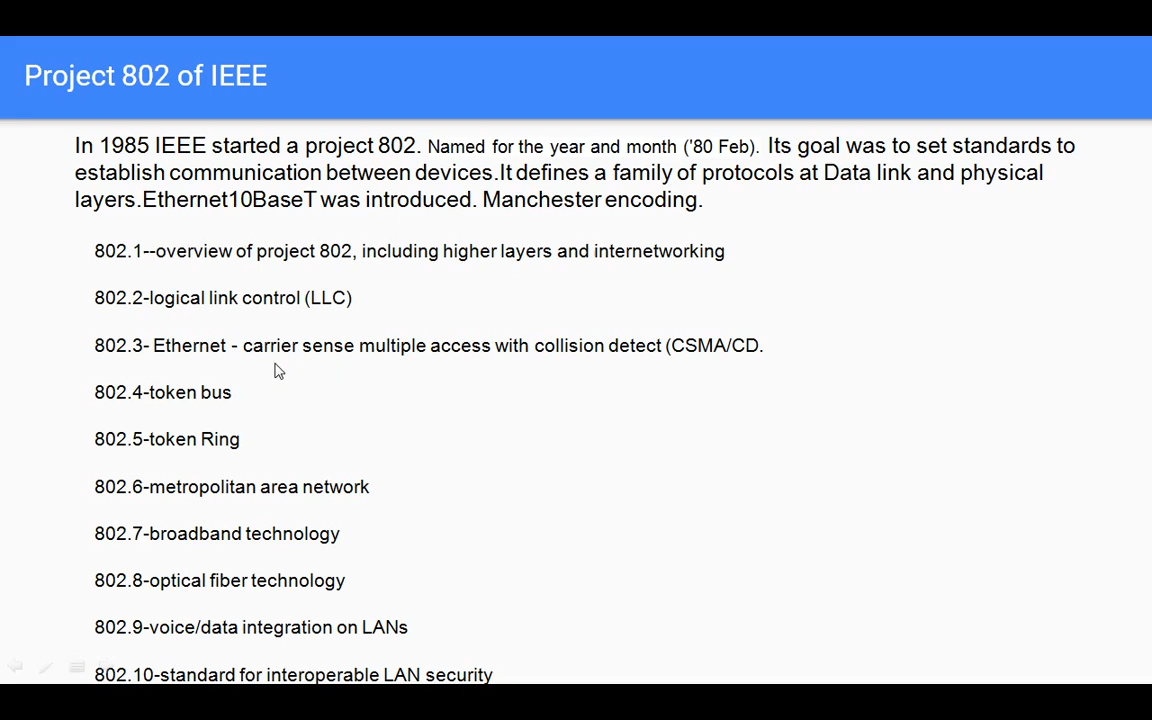 Project 802 of IEEE
In 1985 IEEE started a project 802. Named for the year and month ('80 Feb). Its goal was to set standards to
establish communication between devices.It defines a family of protocols at Data link and physical
layers.Ethernet10BaseT was introduced. Manchester encoding.
802.1--overview of project 802, including higher layers and internetworking
802.2-logical link control (LLC)
802.3- Ethernet - carrier sense multiple access with collision detect (CSMA/CD.
802.4-token bus
802.5-token Ring
802.6-metropolitan area network
802.7-broadband technology
802.8-optical fiber technology
802.9-voice/data integration on LANs
802.10-standard for interoperable LAN security